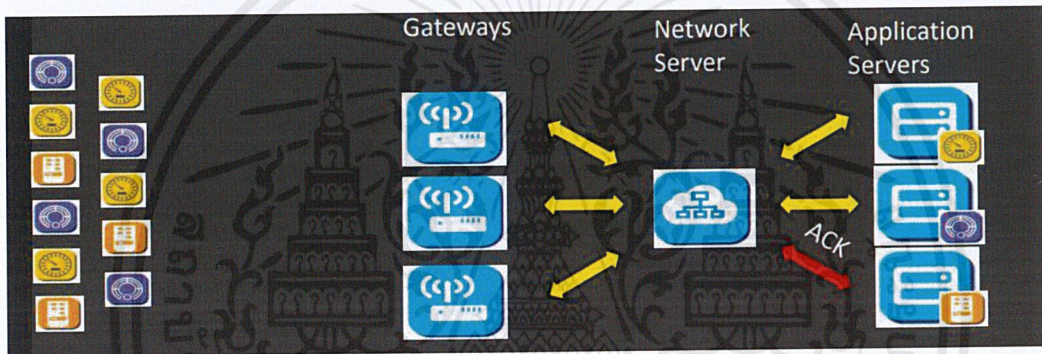 Gateways
Network
Server
Application
Servers
ACK